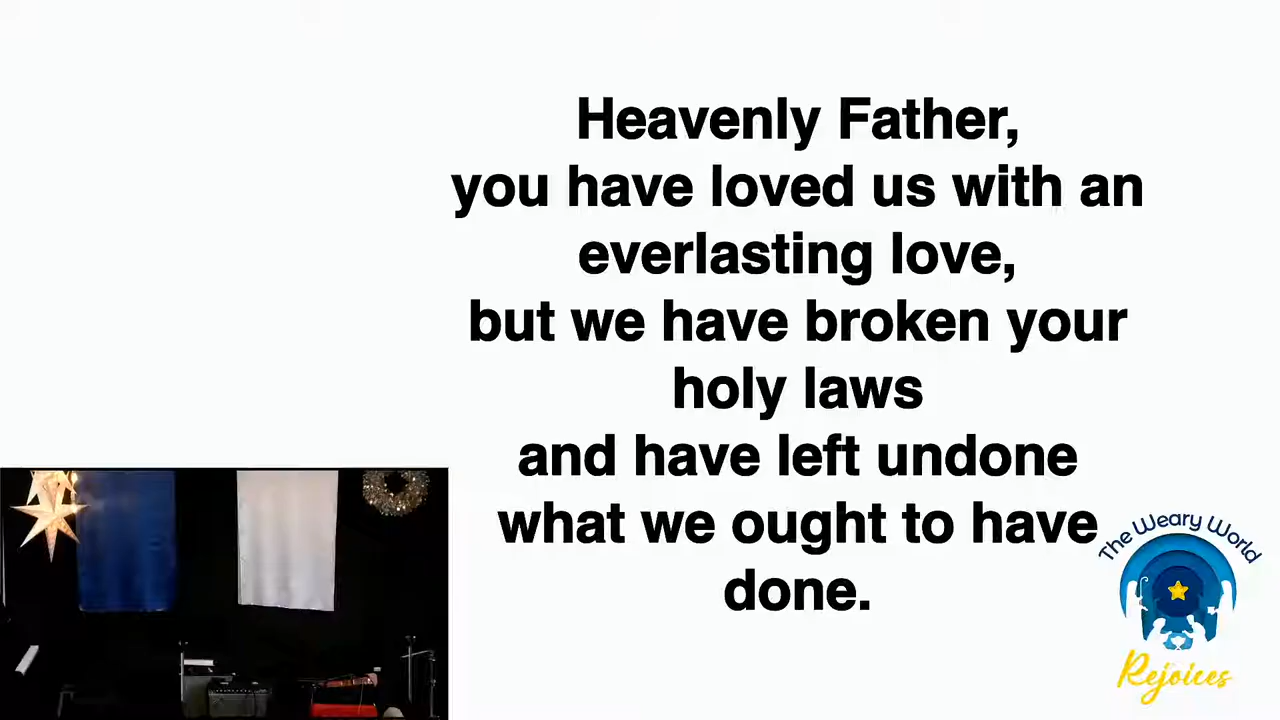 Heavenly Father,
you have loved us with an
everlasting love,
but we have broken your
holy laws
and have left undone
what we ought to have
done.
The Weary World
Rejoices